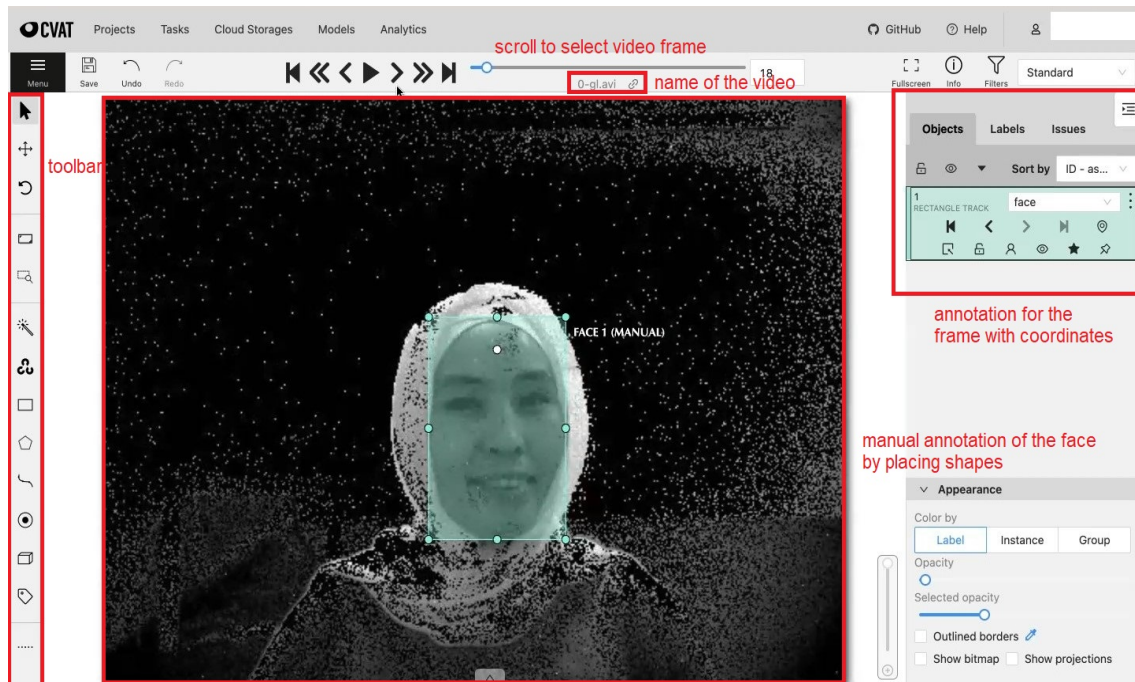 CVAT
Projects
Tasks
Cloud Storages
Models
Analytics
GitHub
Help
scroll to select video frame
Menu
Save
Undo
Redo
0-gl.avi
name of the video
18
Fullscreen
Info
Filters
Standard
toolbar
Objects
Labels
Issues
Sort by
ID - as...
1
RECTANGLE TRACK
face
FACE 1 (MANUAL)
annotation for the
frame with coordinates
manual annotation of the face
by placing shapes
Appearance
Color by
Label
Instance
Group
Opacity
Selected opacity
Outlined borders
Show bitmap
Show projections